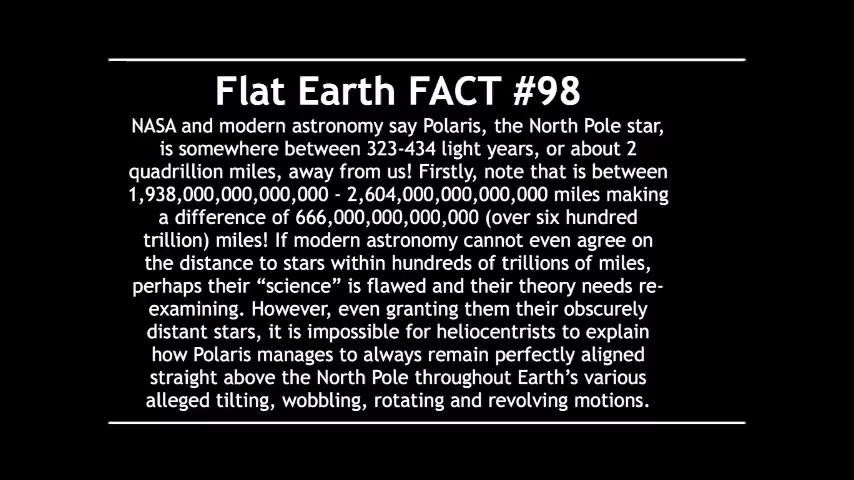 Flat Earth FACT #98
NASA and modern astronomy say Polaris, the North Pole star,
is somewhere between 323-434 light years, or about 2
quadrillion miles, away from us! Firstly, note that is between
1,938,000,000,000,000 - 2,604,000,000,000,000 miles making
a difference of 666,000,000,000,000 (over six hundred
trillion) miles! If modern astronomy cannot even agree on
the distance to stars within hundreds of trillions of miles,
perhaps their “science” is flawed and their theory needs re-
examining. However, even granting them their obscurely
distant stars, it is impossible for heliocentrists to explain
how Polaris manages to always remain perfectly aligned
straight above the North Pole throughout Earth’s various
alleged tilting, wobbling, rotating and revolving motions.